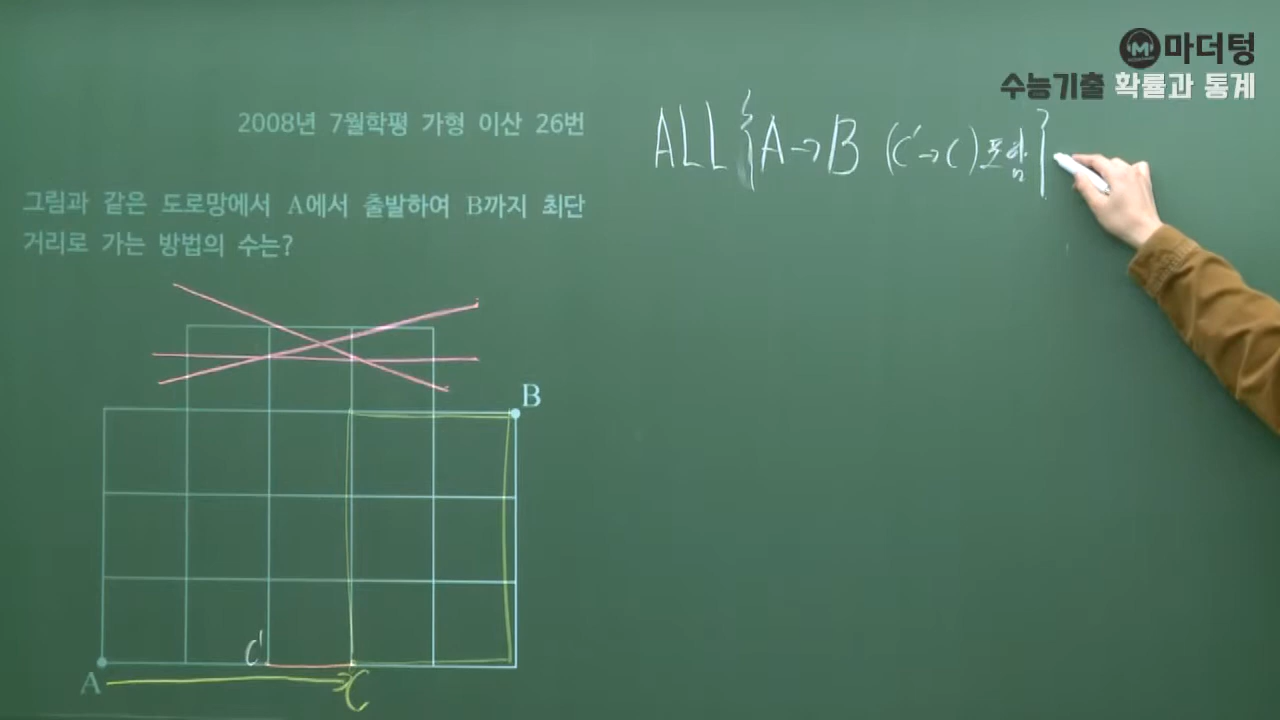 마더텅
수능기출 확률과 통계
2008년 7월학평 가형 이산 26번
ALL {A→B (C'→C)포함}
그림과 같은 도로망에서 A에서 출발하여 B까지 최단
거리로 가는 방법의 수는?
B
C'
A
C